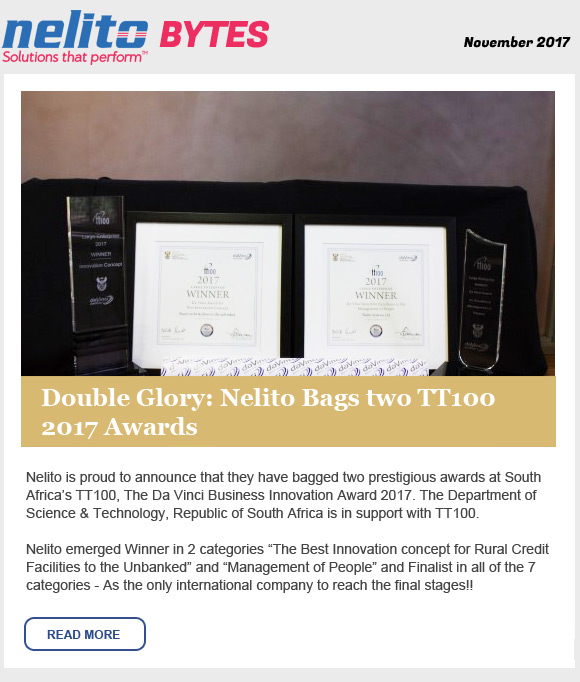 nelito BYTES
Solutions that perform™
November 2017
tt100
Large Enterprise
2017
WINNER
Innovation Concept
daVinci
tt100
2017
WINNER
tt100
2017
WINNER
tt100
daVinci
Double Glory: Nelito Bags two TT100
2017 Awards
Nelito is proud to announce that they have bagged two prestigious awards at South
Africa’s TT100, The Da Vinci Business Innovation Award 2017. The Department of
Science & Technology, Republic of South Africa is in support with TT100.
Nelito emerged Winner in 2 categories “The Best Innovation concept for Rural Credit
Facilities to the Unbanked” and “Management of People” and Finalist in all of the 7
categories - As the only international company to reach the final stages!!
READ MORE